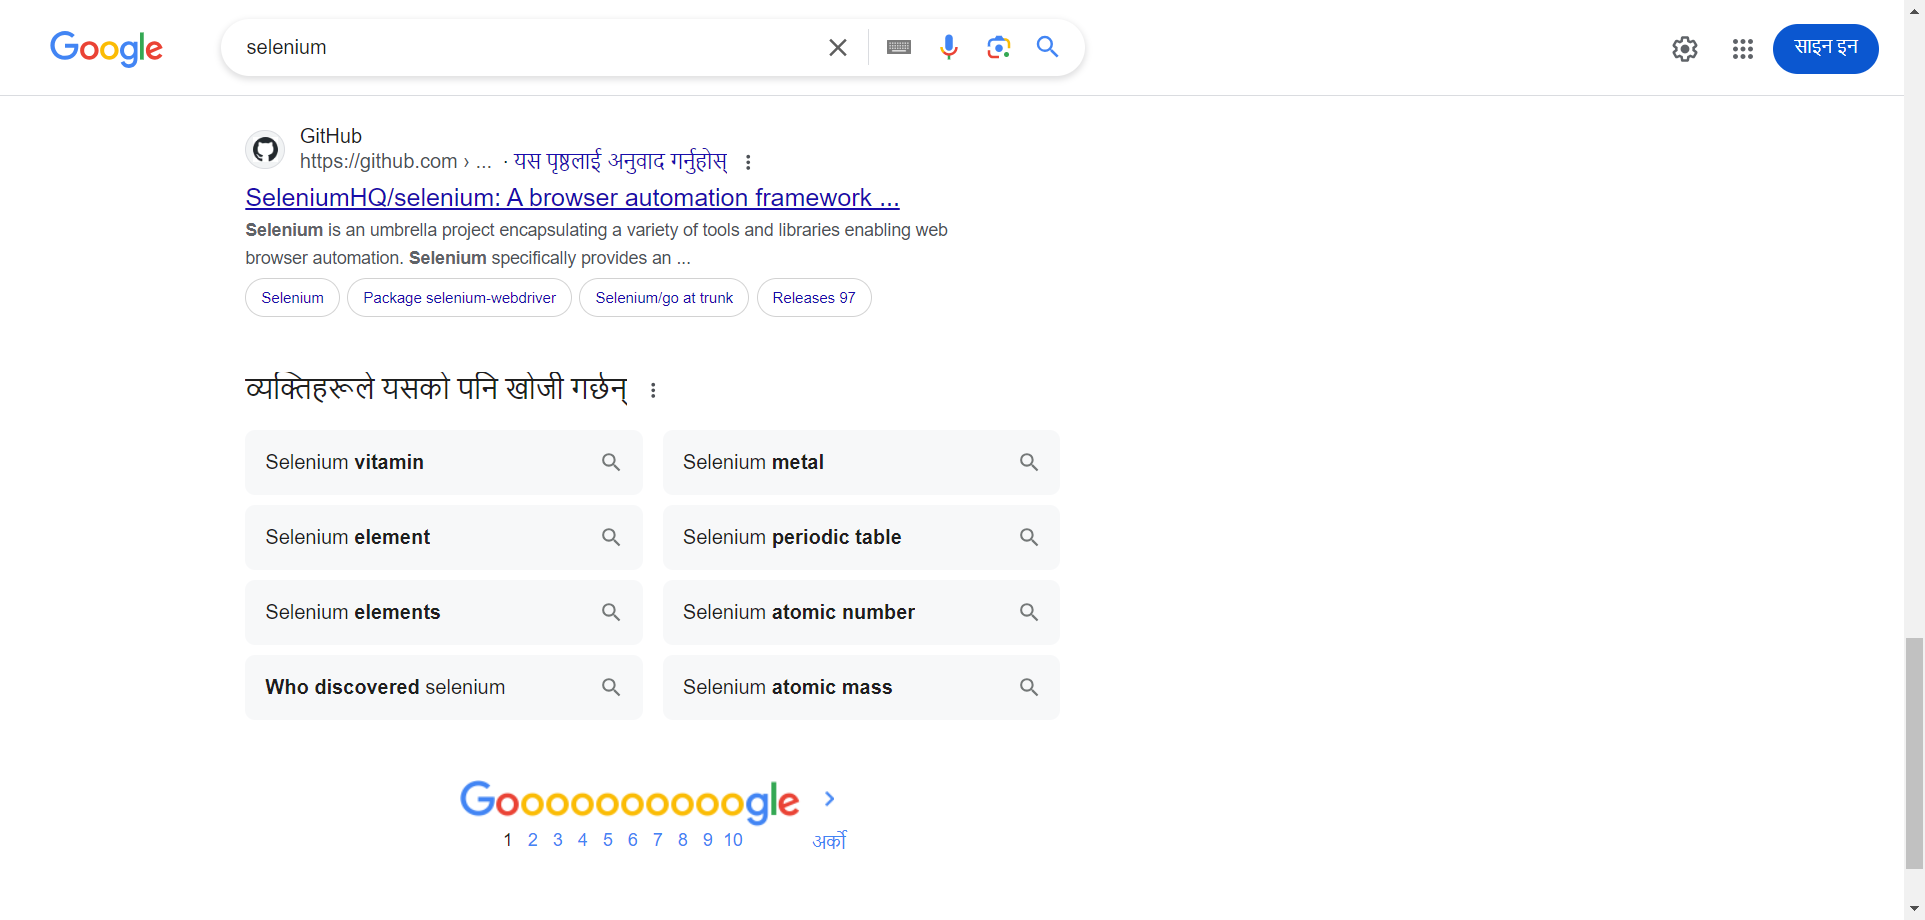 Google
selenium
साइन इन
GitHub
https://github.com › ... · यस पृष्ठलाई अनुवाद गर्नुहोस्
SeleniumHQ/selenium: A browser automation framework ...
Selenium is an umbrella project encapsulating a variety of tools and libraries enabling web
browser automation. Selenium specifically provides an ...
Selenium Package selenium-webdriver Selenium/go at trunk Releases 97
व्यक्तिहरूले यसको पनि खोजी गर्छन्
Selenium vitamin
Selenium metal
Selenium element
Selenium periodic table
Selenium elements
Selenium atomic number
Who discovered selenium
Selenium atomic mass
Goooooooooogle
1 2 3 4 5 6 7 8 9 10 अर्को